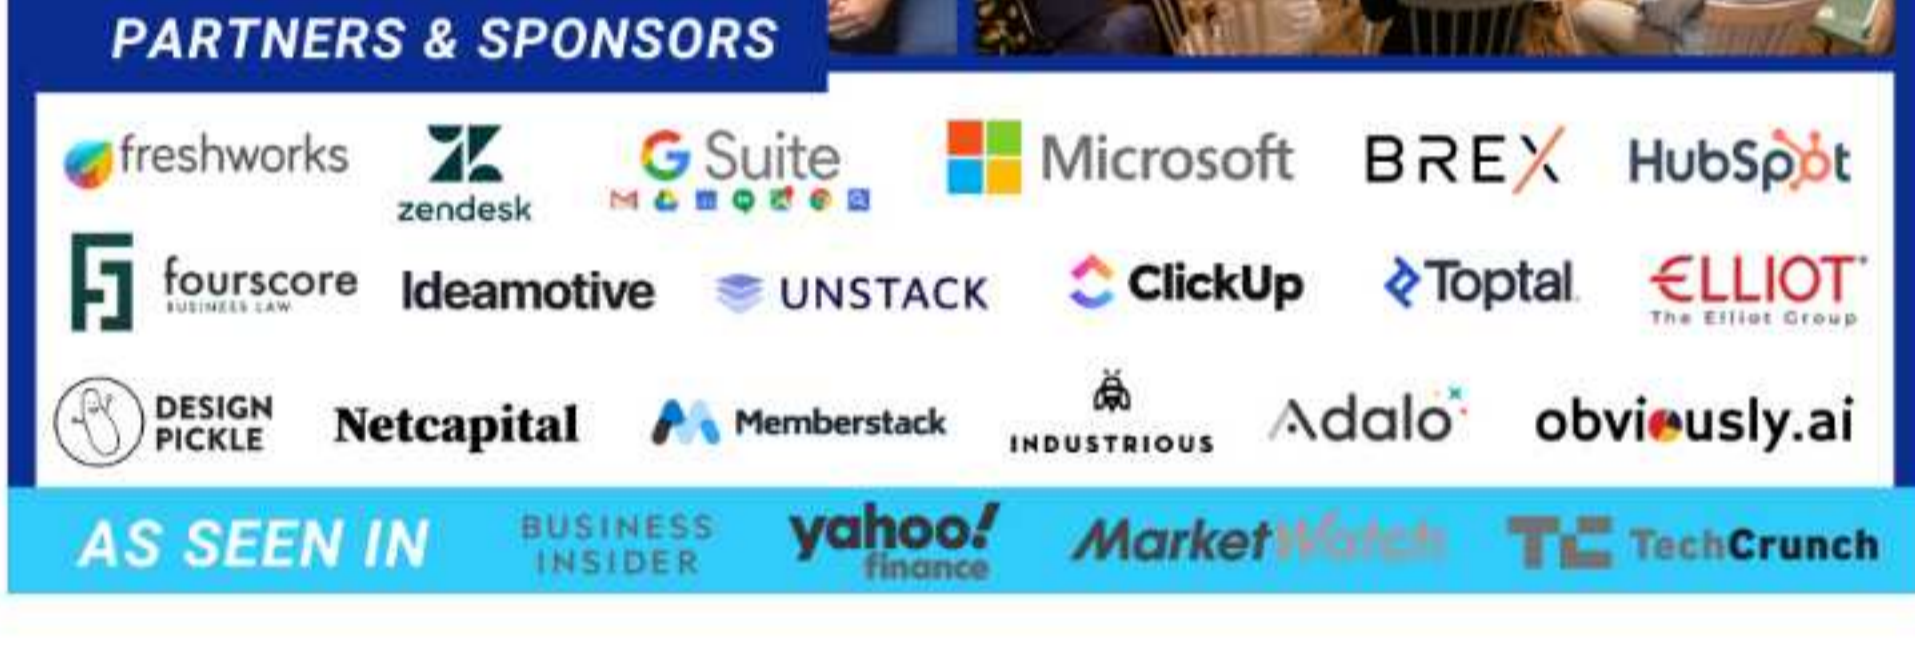 PARTNERS & SPONSORS
freshworks
zendesk
G Suite
Microsoft
BREX
HubSpot
fourscore
BUSINESS LAW
Ideamotive
UNSTACK
ClickUp
Toptal
ELLIOT
The Elliot Group
DESIGN
PICKLE
Netcapital
Memberstack
INDUSTRIOUS
Adalo
obviously.ai
AS SEEN IN
BUSINESS
INSIDER
yahoo!
finance
MarketWatch
TC TechCrunch